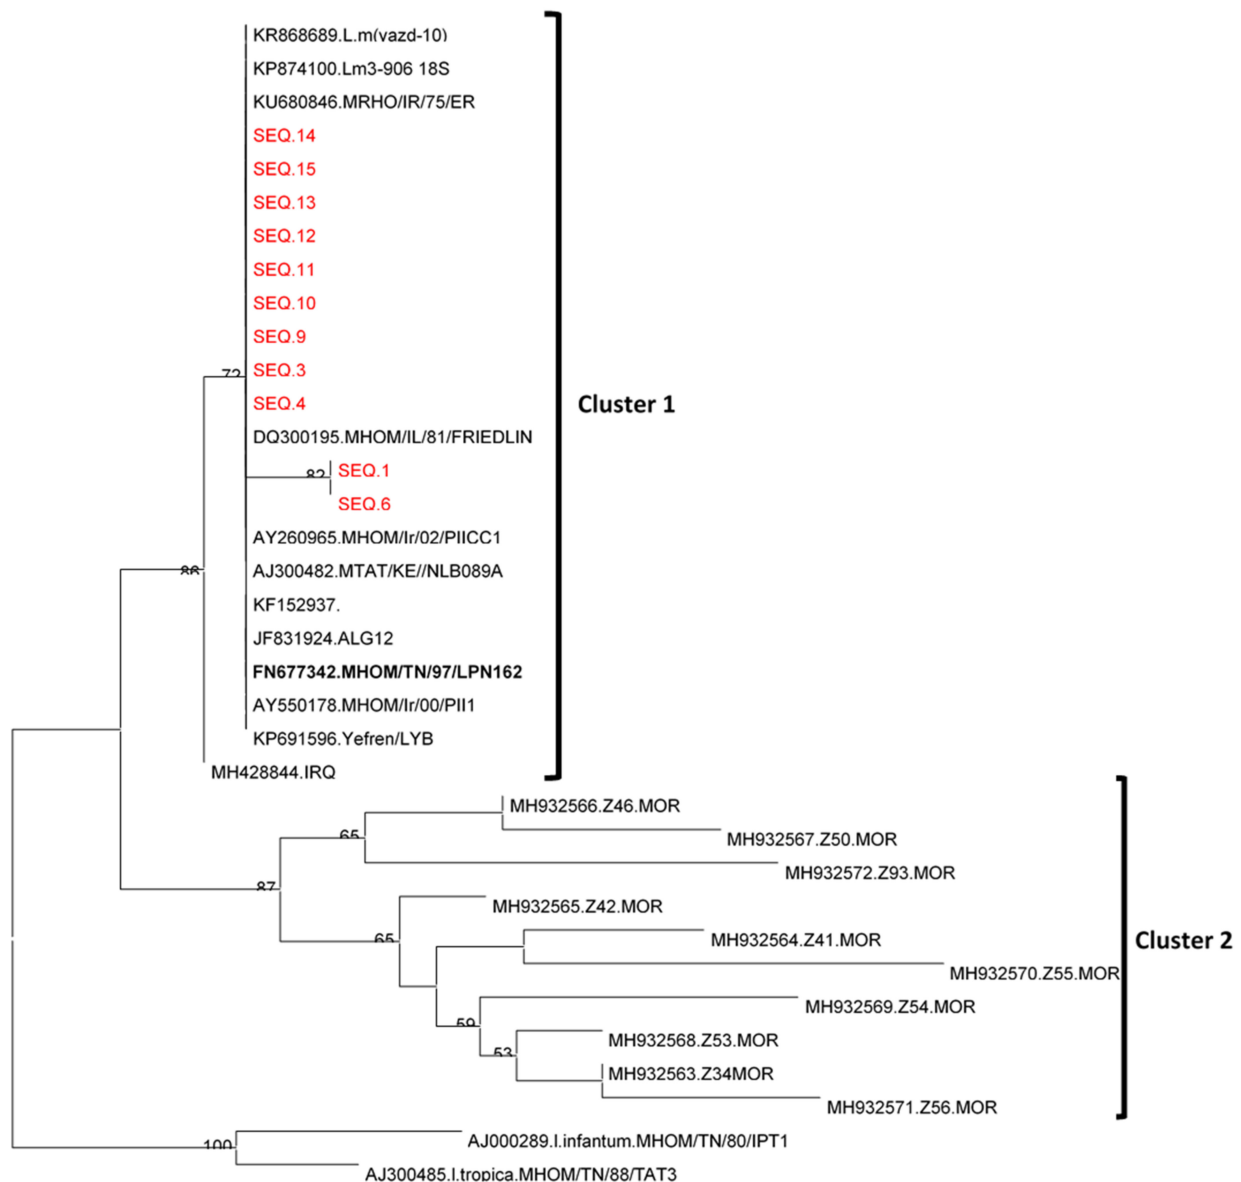 KR868689.L.m(vazd-10)
KP874100.Lm3-906 18S
KU680846.MRHO/IR/75/ER
SEQ.14
SEQ.15
SEQ.13
SEQ.12
SEQ.11
SEQ.10
SEQ.9
72
SEQ.3
SEQ.4
Cluster 1
DQ300195.MHOM/IL/81/FRIEDLIN
82
SEQ.1
SEQ.6
AY260965.MHOM/Ir/02/PIICC1
86
AJ300482.MTAT/KE//NLB089A
KF152937.
JF831924.ALG12
FN677342.MHOM/TN/97/LPN162
AY550178.MHOM/Ir/00/PII1
KP691596.Yefren/LYB
MH428844.IRQ
MH932566.Z46.MOR
65
MH932567.Z50.MOR
MH932572.Z93.MOR
87
MH932565.Z42.MOR
65
MH932564.Z41.MOR
Cluster 2
MH932570.Z55.MOR
MH932569.Z54.MOR
59
MH932568.Z53.MOR
53
MH932563.Z34MOR
MH932571.Z56.MOR
100
AJ000289.l.infantum.MHOM/TN/80/IPT1
AJ300485.l.tropica.MHOM/TN/88/TAT3